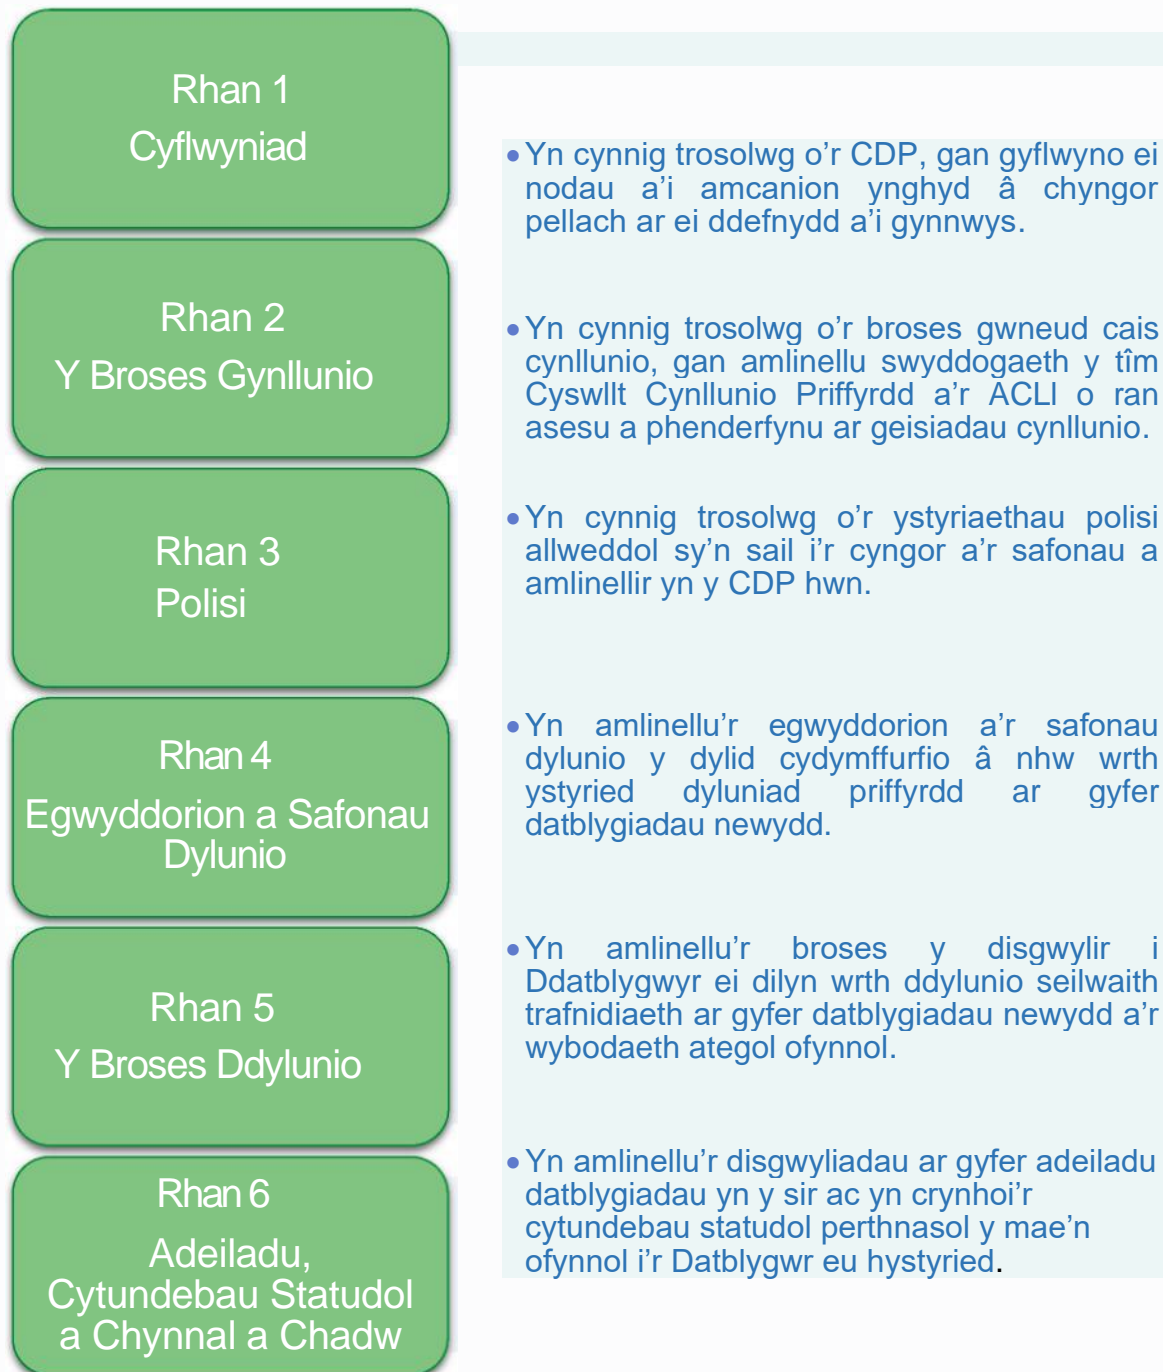 Rhan 1
Cyflwyniad
• Yn cynnig trosolwg o'r CDP, gan gyflwyno ei
nodau a'i amcanion ynghyd â chyngor
pellach ar ei ddefnydd a'i gynnwys.
Rhan 2
Y Broses Gynllunio
• Yn cynnig trosolwg o'r broses gwneud cais
cynllunio, gan amlinellu swyddogaeth y tîm
Cyswllt Cynllunio Priffyrdd a'r ACLl o ran
asesu a phenderfynu ar geisiadau cynllunio.
Rhan 3
Polisi
• Yn cynnig trosolwg o'r ystyriaethau polisi
allweddol sy'n sail i'r cyngor a'r safonau a
amlinellir yn y CDP hwn.
Rhan 4
Egwyddorion a Safonau
Dylunio
• Yn amlinellu'r egwyddorion a'r safonau
dylunio y dylid cydymffurfio â nhw wrth
ystyried dyluniad priffyrdd ar gyfer
datblygiadau newydd.
Rhan 5
Y Broses Ddylunio
• Yn amlinellu'r broses y disgwylir i
Ddatblygwyr ei dilyn wrth ddylunio seilwaith
trafnidiaeth ar gyfer datblygiadau newydd a'r
wybodaeth ategol ofynnol.
Rhan 6
Adeiladu,
Cytundebau Statudol
a Chynnal a Chadw
• Yn amlinellu'r disgwyliadau ar gyfer adeiladu
datblygiadau yn y sir ac yn crynhoi'r
cytundebau statudol perthnasol y mae'n
ofynnol i'r Datblygwr eu hystyried.